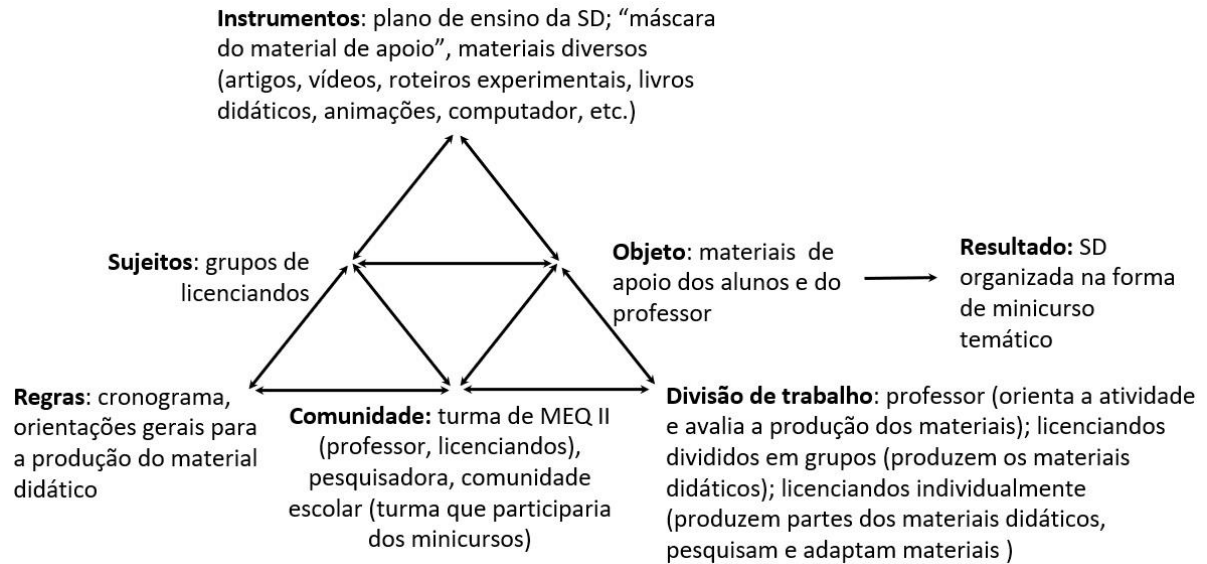 Instrumentos: plano de ensino da SD; “máscara
do material de apoio”, materiais diversos
(artigos, vídeos, roteiros experimentais, livros
didáticos, animações, computador, etc.)
Sujeitos: grupos de
licenciandos
Objeto: materiais de
apoio dos alunos e do
professor
Resultado: SD
organizada na forma
de minicurso
temático
Regras: cronograma,
orientações gerais para
a produção do material
didático
Comunidade: turma de MEQ II
(professor, licenciandos),
pesquisadora, comunidade
escolar (turma que participaria
dos minicursos)
Divisão de trabalho: professor (orienta a atividade
e avalia a produção dos materiais); licenciandos
divididos em grupos (produzem os materiais
didáticos); licenciandos individualmente
(produzem partes dos materiais didáticos,
pesquisam e adaptam materiais )